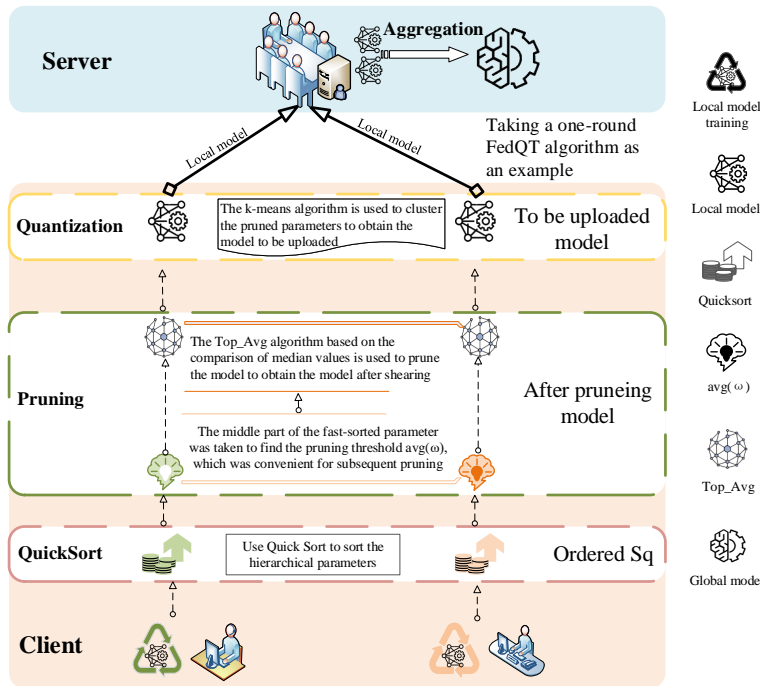 Server
Aggregation
Local model
Local model
Taking a one-round
FedQT algorithm as
an example
Quantization
The k-means algorithm is used to cluster
the pruned parameters to obtain the
model to be uploaded
To be uploaded
model
Pruning
The Top_Avg algorithm based on the
comparison of median values is used to prune
the model to obtain the model after shearing
After pruneing
model
The middle part of the fast-sorted parameter
was taken to find the pruning threshold avg(ω),
which was convenient for subsequent pruning
QuickSort
Use Quick Sort to sort the
hierarchical parameters
Ordered Sq
Client
Local model
training
Local model
Quicksort
avg(ω)
Top_Avg
Global mode